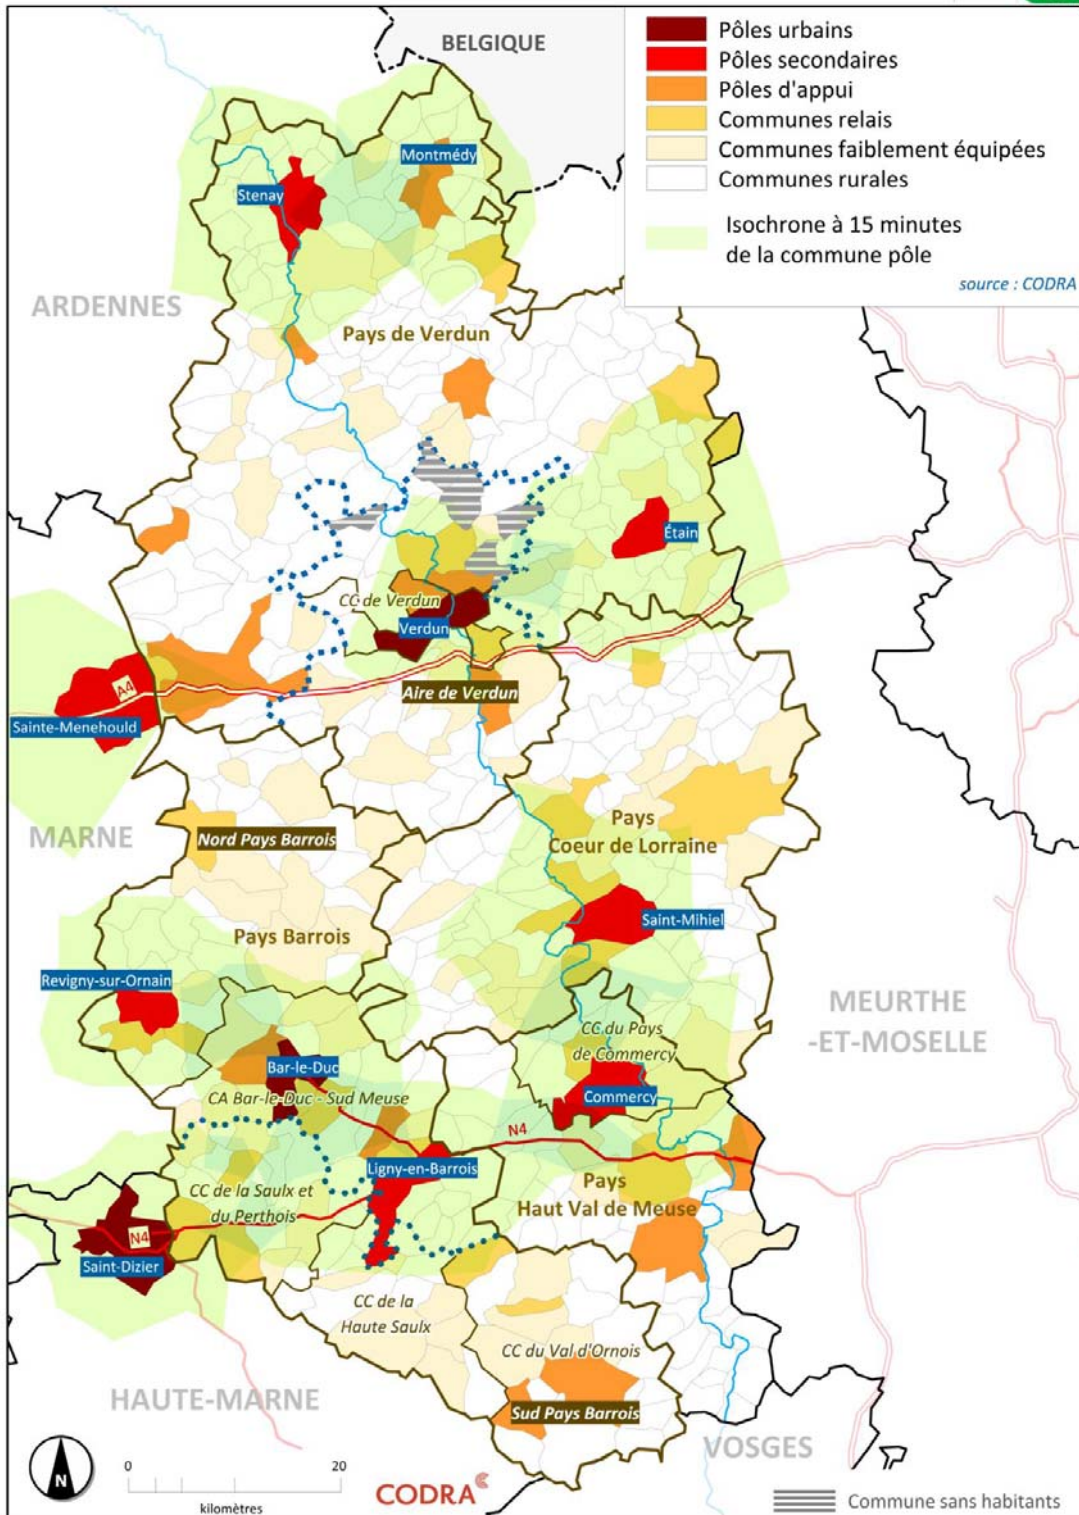 BELGIQUE
Pôles urbains
Pôles secondaires
Pôles d'appui
Communes relais
Communes faiblement équipées
Communes rurales
Isochrone à 15 minutes
de la commune pôle
source : CODRA
Montmédy
Stenay
ARDENNES
Pays de Verdun
Étain
CC de Verdun
Verdun
A4
Aire de Verdun
Sainte-Menehould
MARNE
Nord Pays Barrois
Pays
Coeur de Lorraine
Saint-Mihiel
Pays Barrois
Revigny-sur-Ornain
MEURTHE
-ET-MOSELLE
CC du Pays
de Commercy
Bar-le-Duc
Commercy
CA Bar-le-Duc - Sud Meuse
N4
Ligny-en-Barrois
Pays
Haut Val de Meuse
CC de la Saulx et
du Perthois
N4
Saint-Dizier
CC de la
Haute Saulx
CC du Val d'Ornois
HAUTE-MARNE
Sud Pays Barrois
VOSGES
N
0
20
kilomètres
CODRA
Commune sans habitants